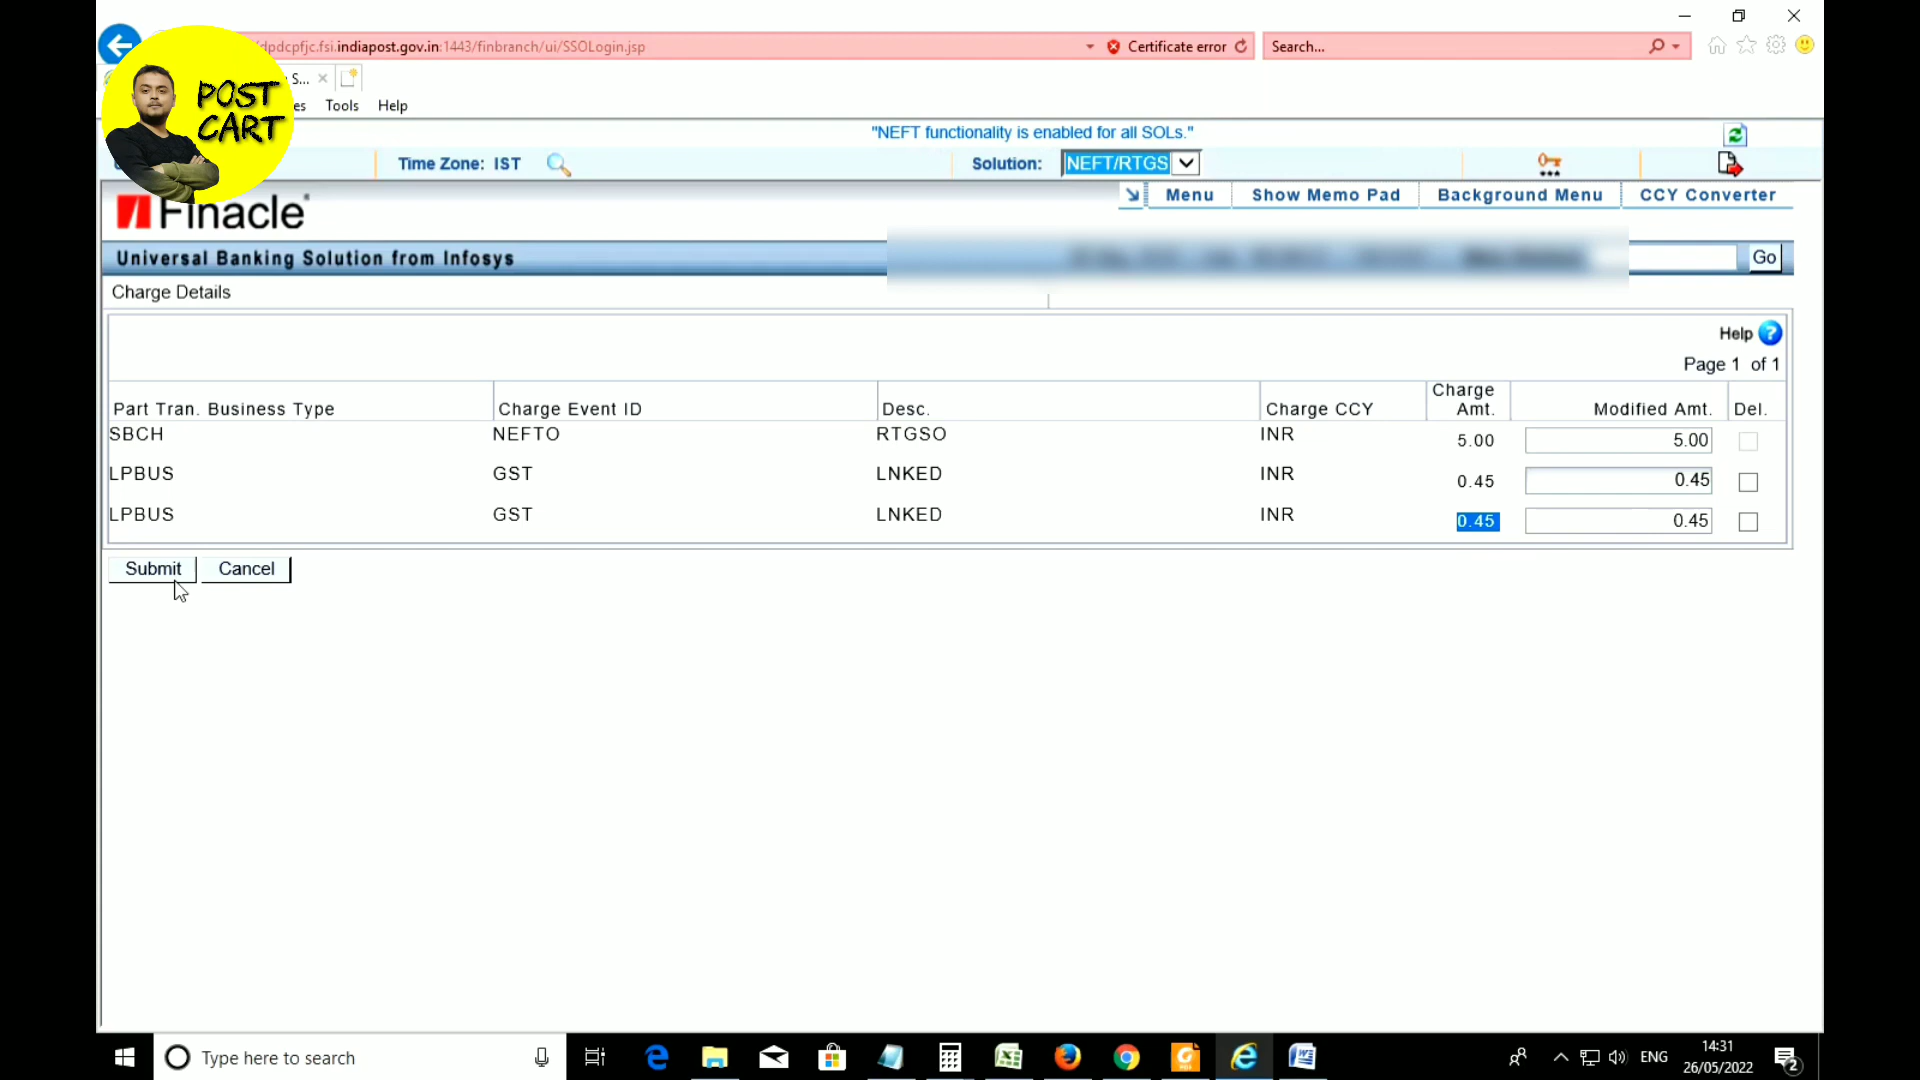 dpdcpfjc.fsi.indiapost.gov.in:1443/finbranch/ui/SSOLogin.jsp
Certificate error
Search...
POST
CART
S...
es Tools Help
"NEFT functionality is enabled for all SOLs."
Time Zone: IST
Solution: NEFT/RTGS
Menu Show Memo Pad Background Menu CCY Converter
Finacle
Universal Banking Solution from Infosys
Go
Charge Details
Help
Page 1 of 1
Part Tran. Business Type Charge Event ID Desc. Charge CCY Charge Amt. Modified Amt. Del.
SBCH NEFTO RTGSO INR 5.00 5.00
LPBUS GST LNKED INR 0.45 0.45
LPBUS GST LNKED INR 0.45 0.45
Submit Cancel
Type here to search
ENG
14:31
26/05/2022
2